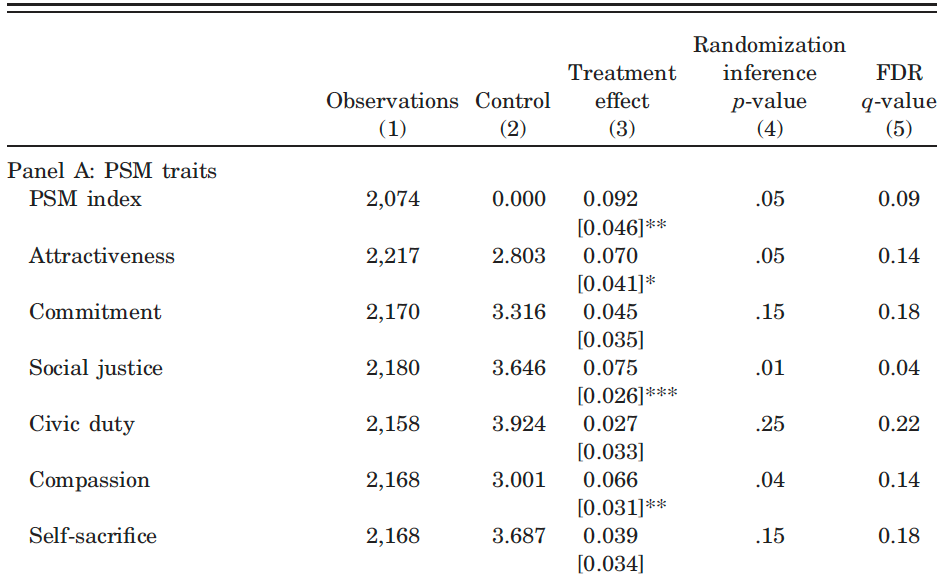 Randomization
Treatment inference FDR
Observations Control effect p-value q-value
(1) (2) (3) (4) (5)
Panel A: PSM traits
PSM index 2,074 0.000 0.092 .05 0.09
[0.046]**
Attractiveness 2,217 2.803 0.070 .05 0.14
[0.041]*
Commitment 2,170 3.316 0.045 .15 0.18
[0.035]
Social justice 2,180 3.646 0.075 .01 0.04
[0.026]***
Civic duty 2,158 3.924 0.027 .25 0.22
[0.033]
Compassion 2,168 3.001 0.066 .04 0.14
[0.031]**
Self-sacrifice 2,168 3.687 0.039 .15 0.18
[0.034]